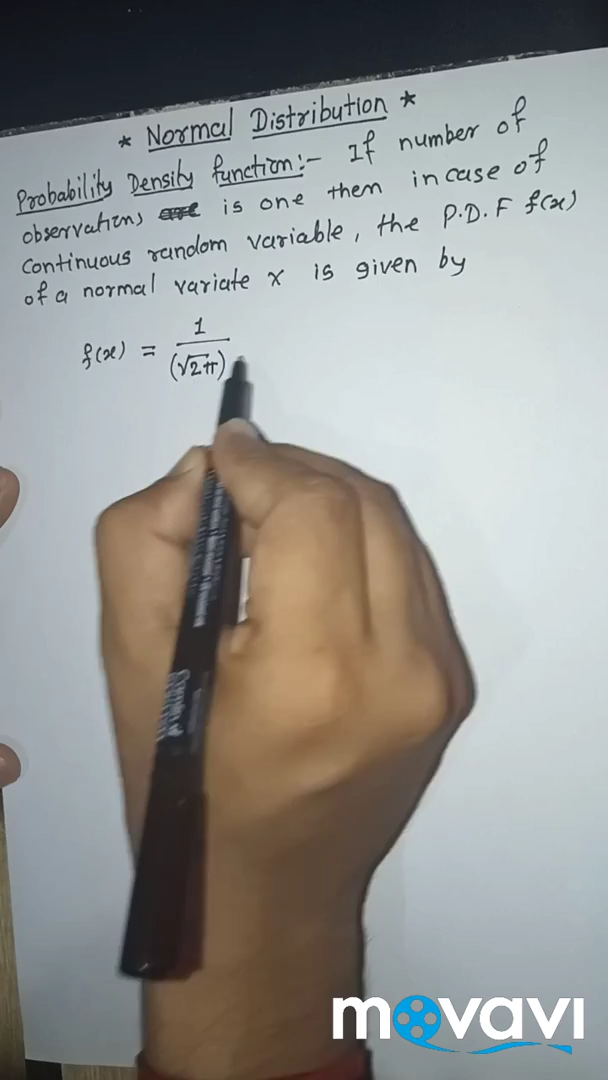 * Normal Distribution *
Probability Density function:- If number of
observations is one then in case of
continuous random variable, the P.D.F f(x)
of a normal variate x is given by
f(x) = 1/(√2π)
movavi